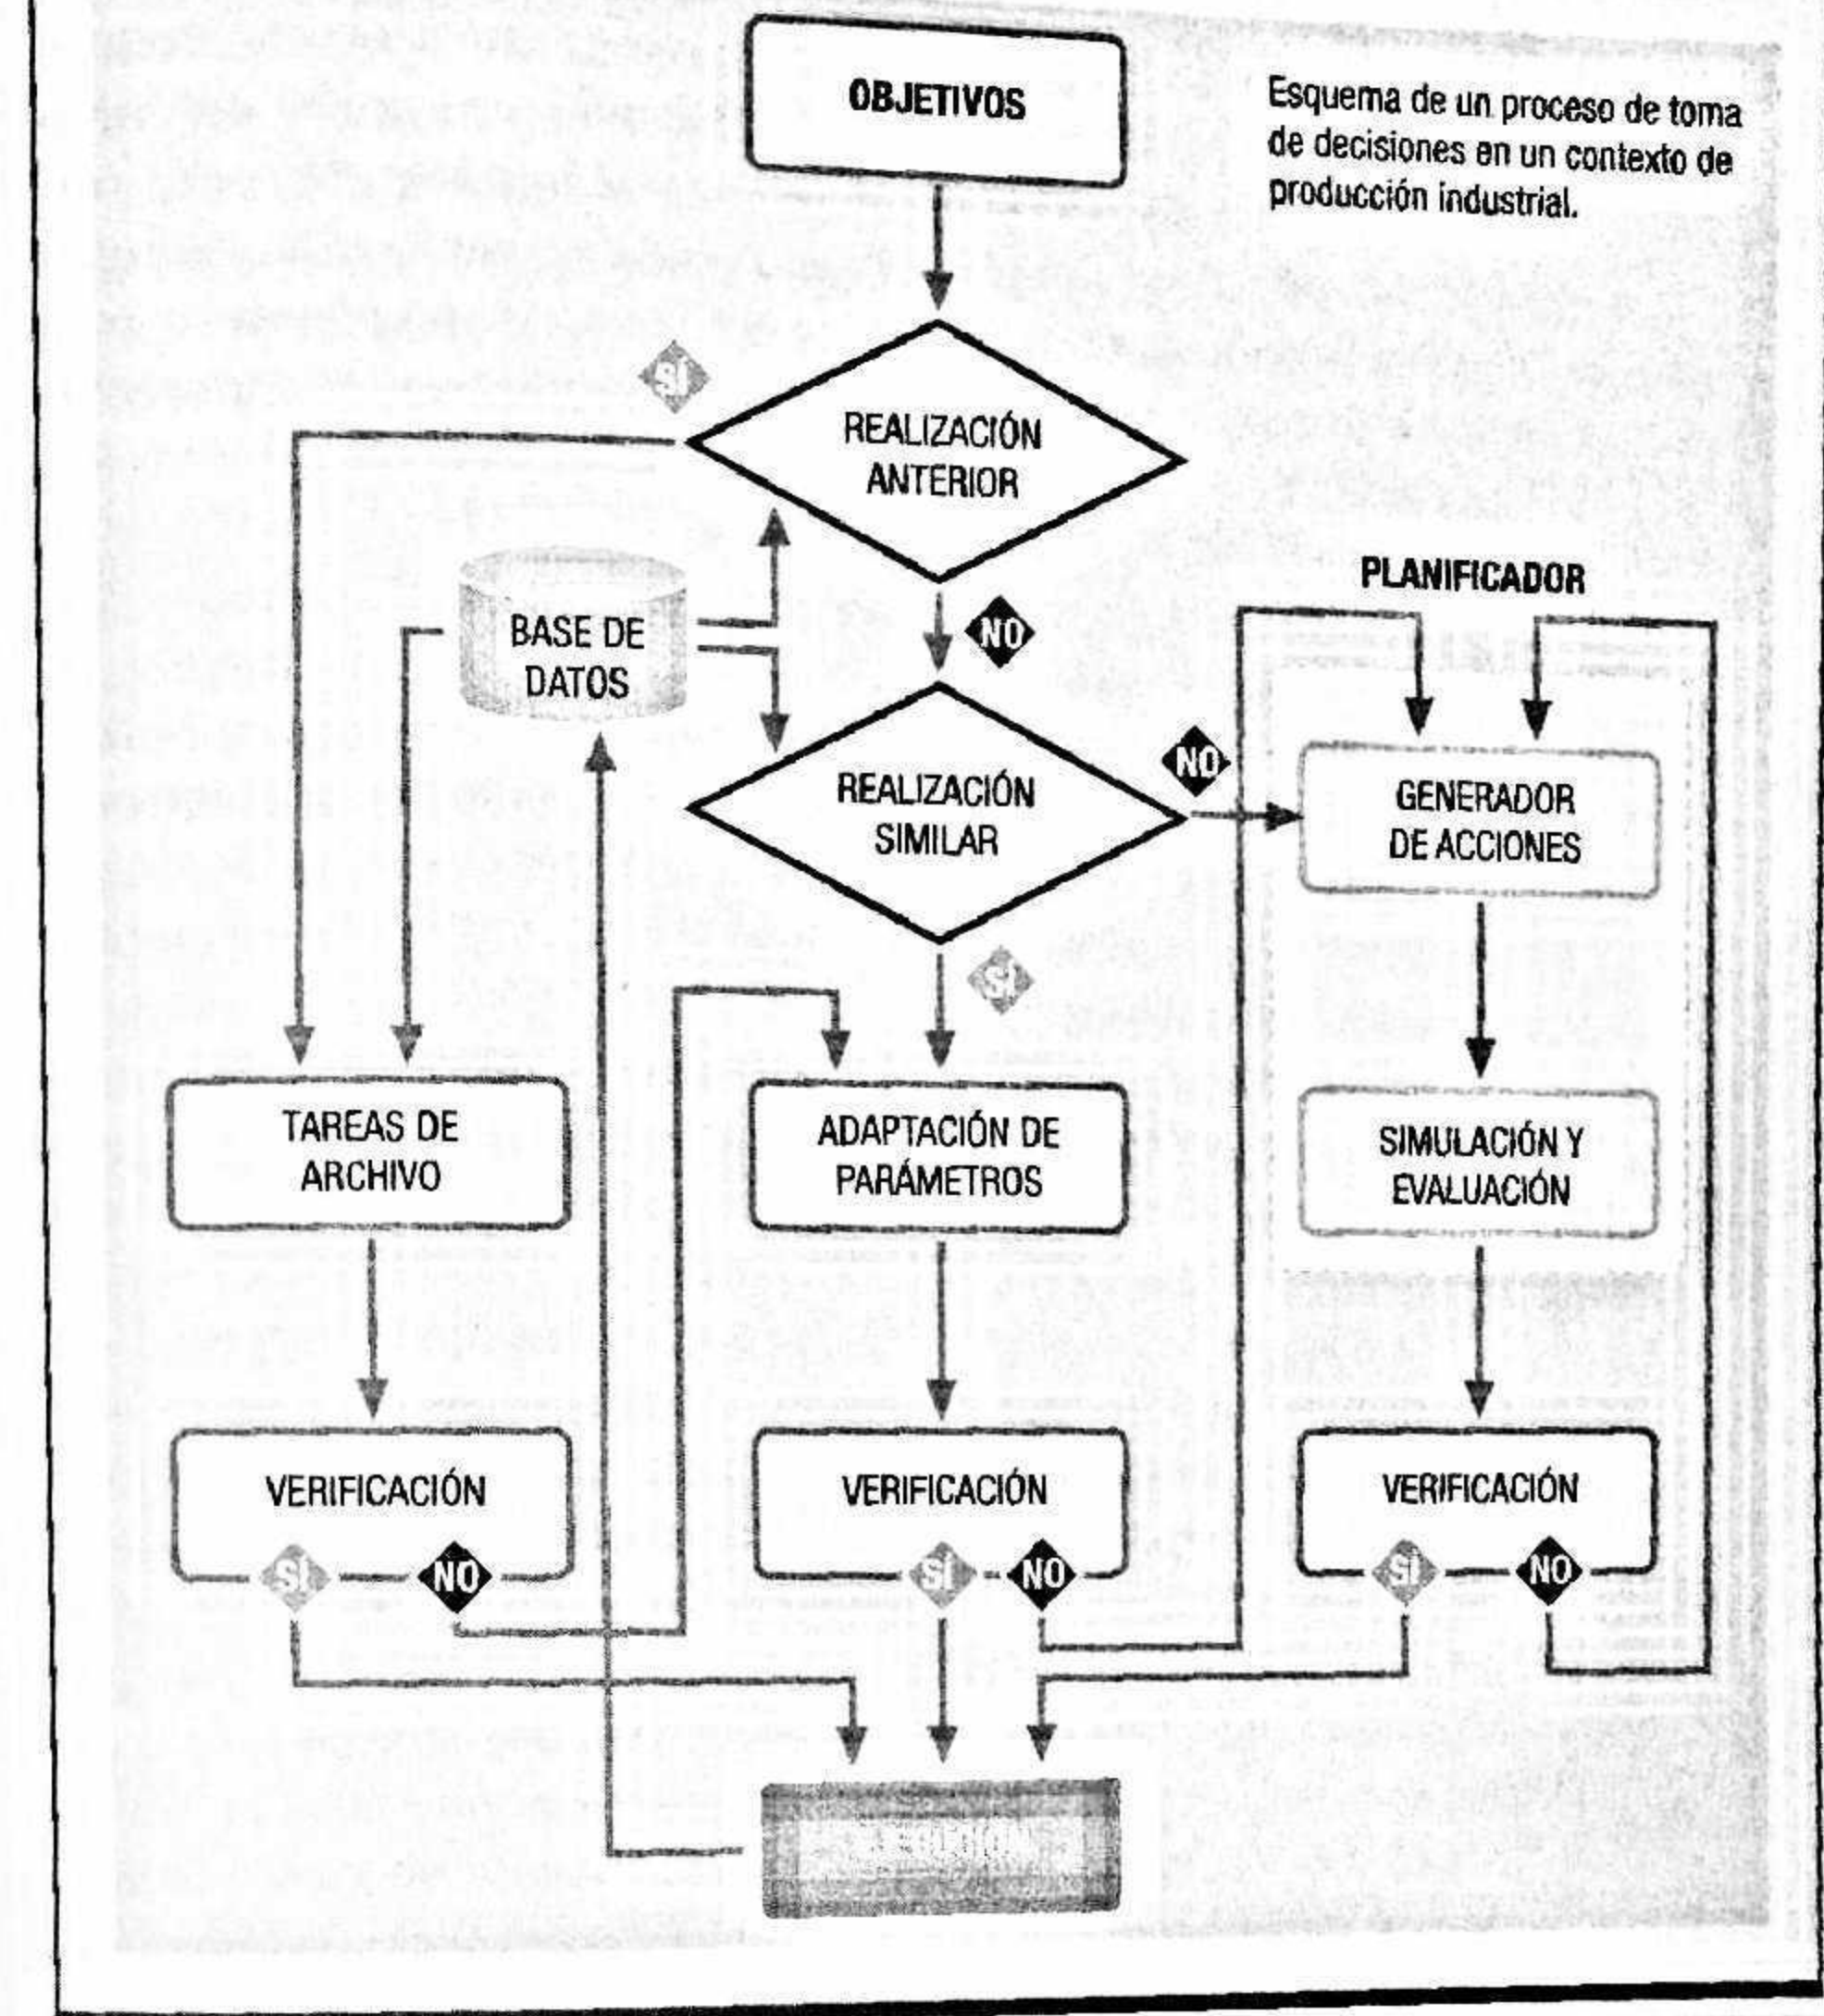 OBJETIVOS
Esquema de un proceso de toma
de decisiones en un contexto de
producción industrial.
SÍ
REALIZACIÓN
ANTERIOR
NO
BASE DE
DATOS
PLANIFICADOR
REALIZACIÓN
SIMILAR
NO
GENERADOR
DE ACCIONES
SÍ
TAREAS DE
ARCHIVO
ADAPTACIÓN DE
PARÁMETROS
SIMULACIÓN Y
EVALUACIÓN
VERIFICACIÓN
SÍ
NO
VERIFICACIÓN
SÍ
NO
VERIFICACIÓN
SÍ
NO